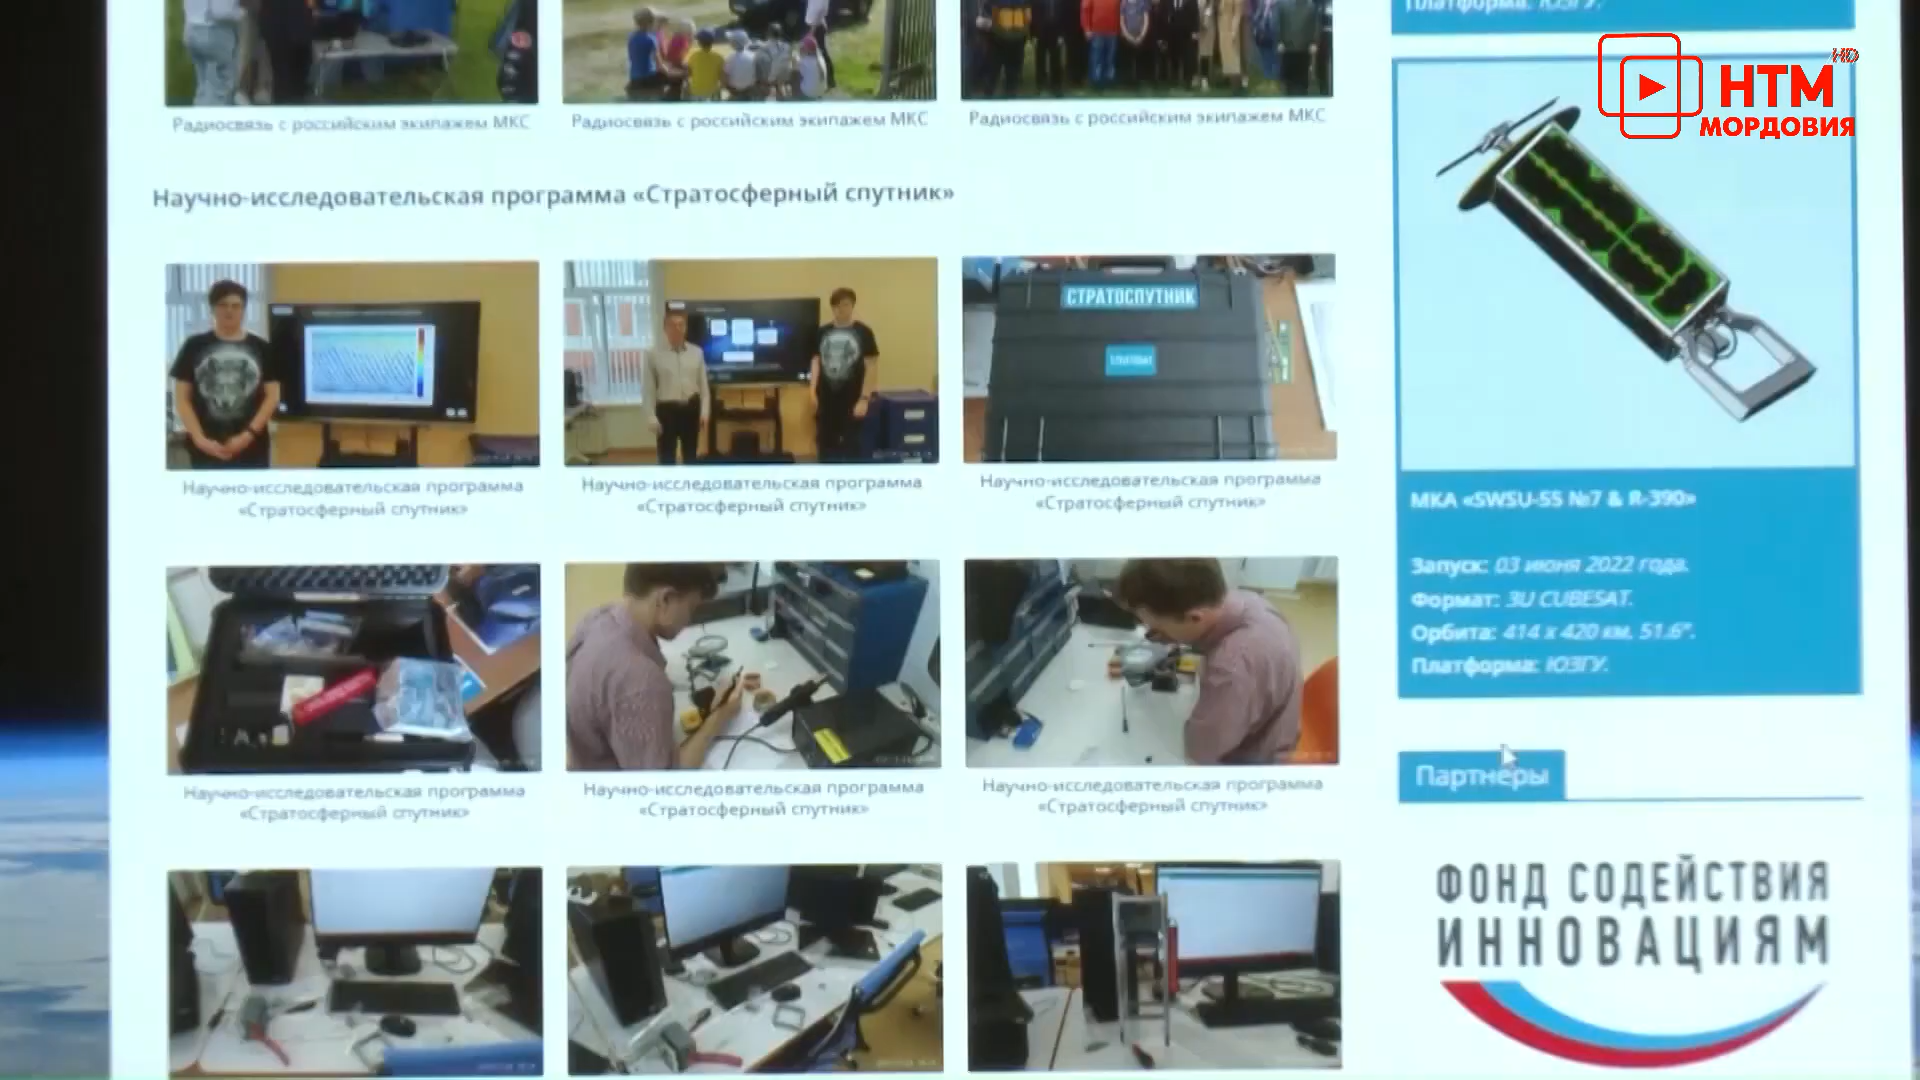 Платформа: ЮЗГУ.
HD
НТМ
МОРДОВИЯ
Радиосвязь с российским экипажем МКС
Радиосвязь с российским экипажем МКС
Радиосвязь с российским экипажем МКС
Научно-исследовательская программа «Стратосферный спутник»
СТРАТОСПУТНИК
Научно-исследовательская программа
«Стратосферный спутник»
Научно-исследовательская программа
«Стратосферный спутник»
Научно-исследовательская программа
«Стратосферный спутник»
Научно-исследовательская программа
«Стратосферный спутник»
Научно-исследовательская программа
«Стратосферный спутник»
Научно-исследовательская программа
«Стратосферный спутник»
МКА «SWSU-55 №7 & R-390»
Запуск: 03 июня 2022 года.
Формат: 3U CUBESAT.
Орбита: 414 x 420 км, 51.6°.
Платформа: ЮЗГУ.
Партнеры
ФОНД СОДЕЙСТВИЯ
ИННОВАЦИЯМ